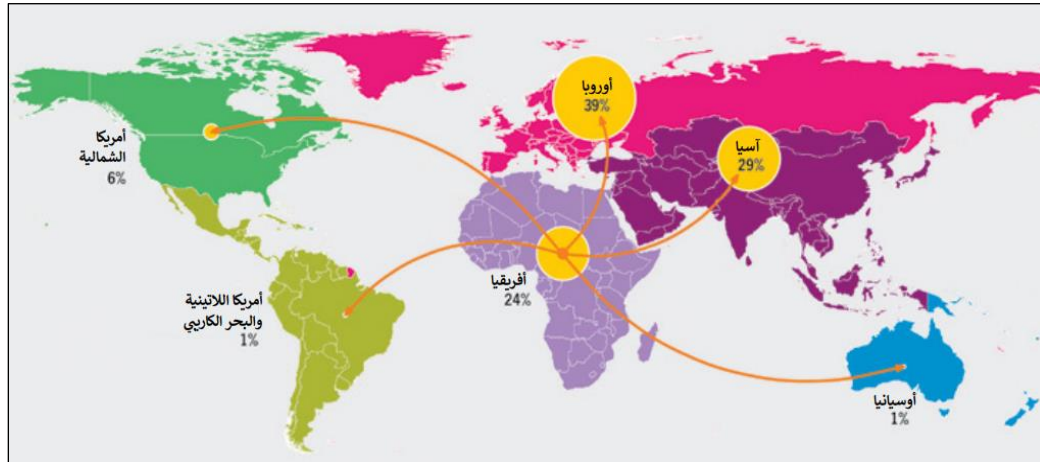 أوروبا
39%
آسيا
29%
أمريكا
الشمالية
6%
أفريقيا
24%
أمريكا اللاتينية
والبحر الكاريبي
1%
أوسيانيا
1%